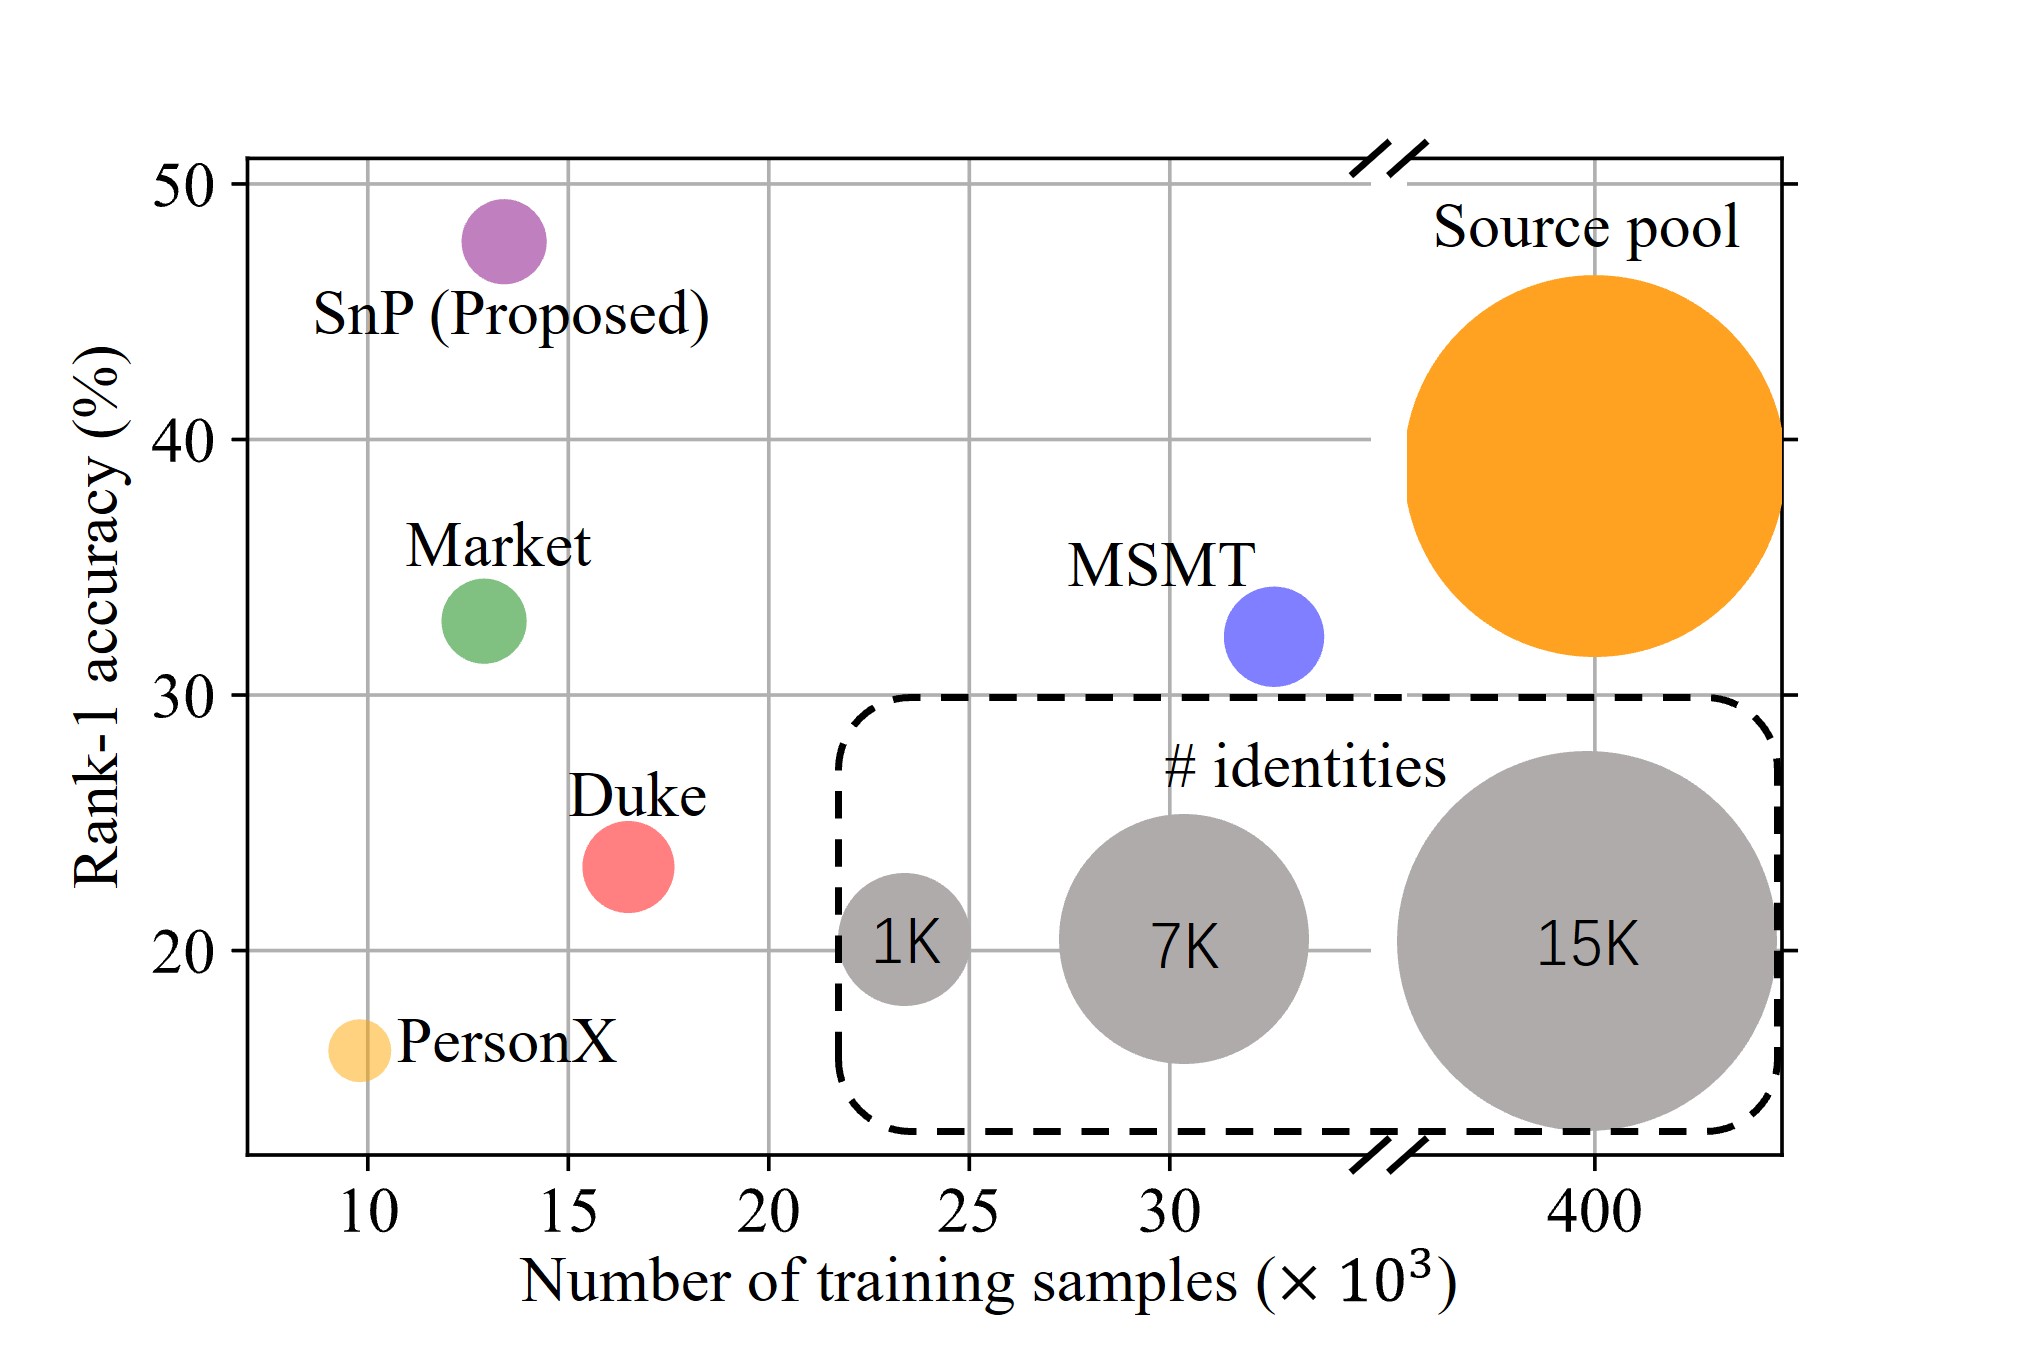 50
Source pool
SnP (Proposed)
40
Market
MSMT
30
# identities
Duke
1K
7K
15K
20
PersonX
10 15 20 25 30 400
Number of training samples (× 10³)
Rank-1 accuracy (%)